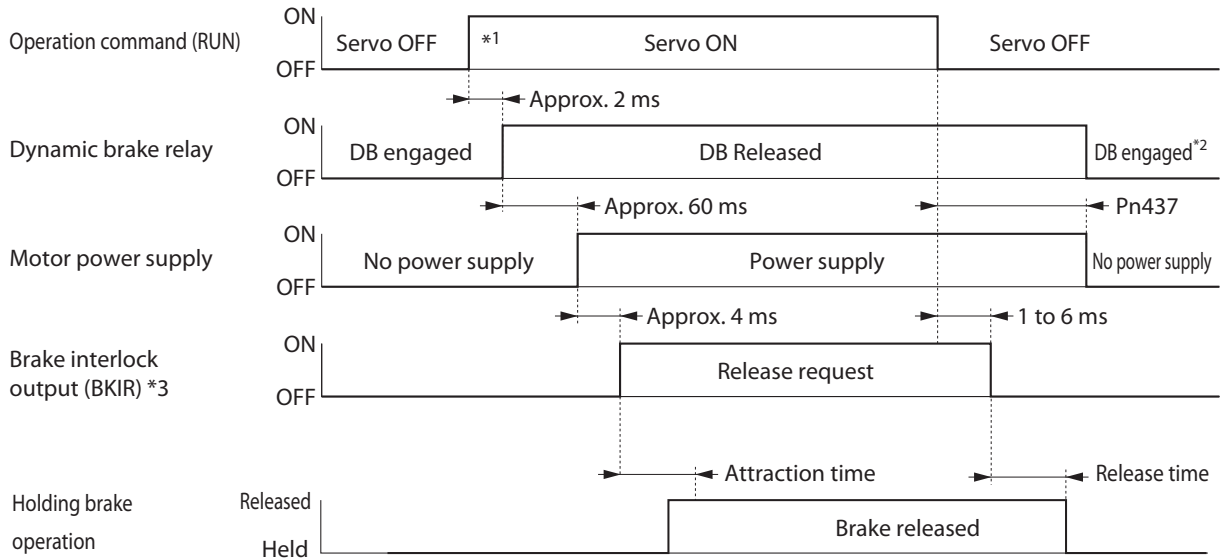 Operation command (RUN)
ON
OFF
Servo OFF
*1
Servo ON
Servo OFF
Approx. 2 ms
Dynamic brake relay
ON
OFF
DB engaged
DB Released
DB engaged*2
Approx. 60 ms
Pn437
Motor power supply
ON
OFF
No power supply
Power supply
No power supply
Approx. 4 ms
1 to 6 ms
Brake interlock
output (BKIR) *3
ON
OFF
Release request
Attraction time
Release time
Holding brake
operation
Released
Held
Brake released